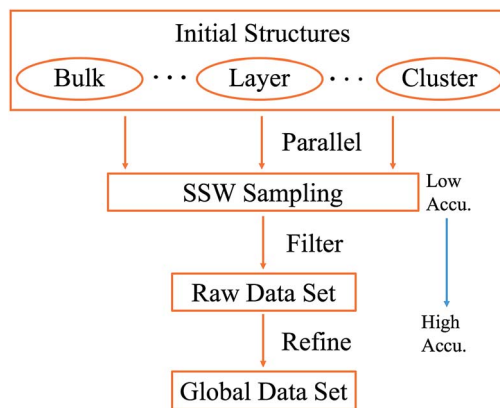 Initial Structures
Bulk ··· Layer ··· Cluster
Parallel
SSW Sampling
Low
Accu.
Filter
Raw Data Set
High
Accu.
Refine
Global Data Set